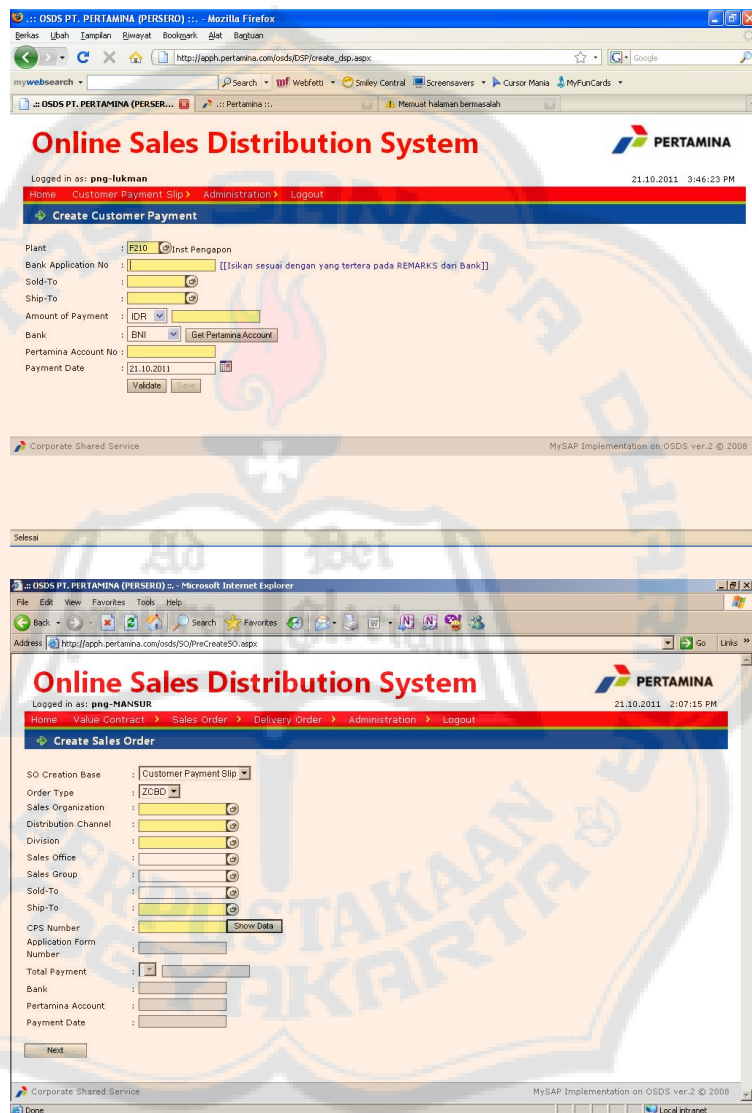 .:: OSDS PT. PERTAMINA (PERSERO) ::. - Mozilla Firefox
Berkas Ubah Tampilan Riwayat Bookmark Alat Bantuan
http://apph.pertamina.com/osds/DSP/create_dsp.aspx
Google
mywebsearch Search Webfetti Smiley Central Screensavers Cursor Mania MyFunCards
.:: OSDS PT. PERTAMINA (PERSER... .:: Pertamina ::. Memuat halaman bermasalah
Online Sales Distribution System
PERTAMINA
Logged in as: png-lukman 21.10.2011 3:46:23 PM
Home Customer Payment Slip Administration Logout
Create Customer Payment
Plant : F210 Inst Pengapon
Bank Application No : [[Isikan sesuai dengan yang tertera pada REMARKS dari Bank]]
Sold-To :
Ship-To :
Amount of Payment : IDR
Bank : BNI Get Pertamina Account
Pertamina Account No :
Payment Date : 21.10.2011
Validate Save
Corporate Shared Service MySAP Implementation on OSDS ver.2 © 2008
Selesai
Ad Dei
.:: OSDS PT. PERTAMINA (PERSERO) ::. - Microsoft Internet Explorer
File Edit View Favorites Tools Help
Back Search Favorites
Address http://apph.pertamina.com/osds/SO/PreCreateSO.aspx Go Links »
Online Sales Distribution System
PERTAMINA
Logged in as: png-MANSUR 21.10.2011 2:07:15 PM
Home Value Contract Sales Order Delivery Order Administration Logout
Create Sales Order
SO Creation Base : Customer Payment Slip
Order Type : ZCBD
Sales Organization :
Distribution Channel :
Division :
Sales Office :
Sales Group :
Sold-To :
Ship-To :
CPS Number : Show Data
Application Form
Number :
Total Payment :
Bank :
Pertamina Account :
Payment Date :
Next
Corporate Shared Service MySAP Implementation on OSDS ver.2 © 2008
Done Local intranet